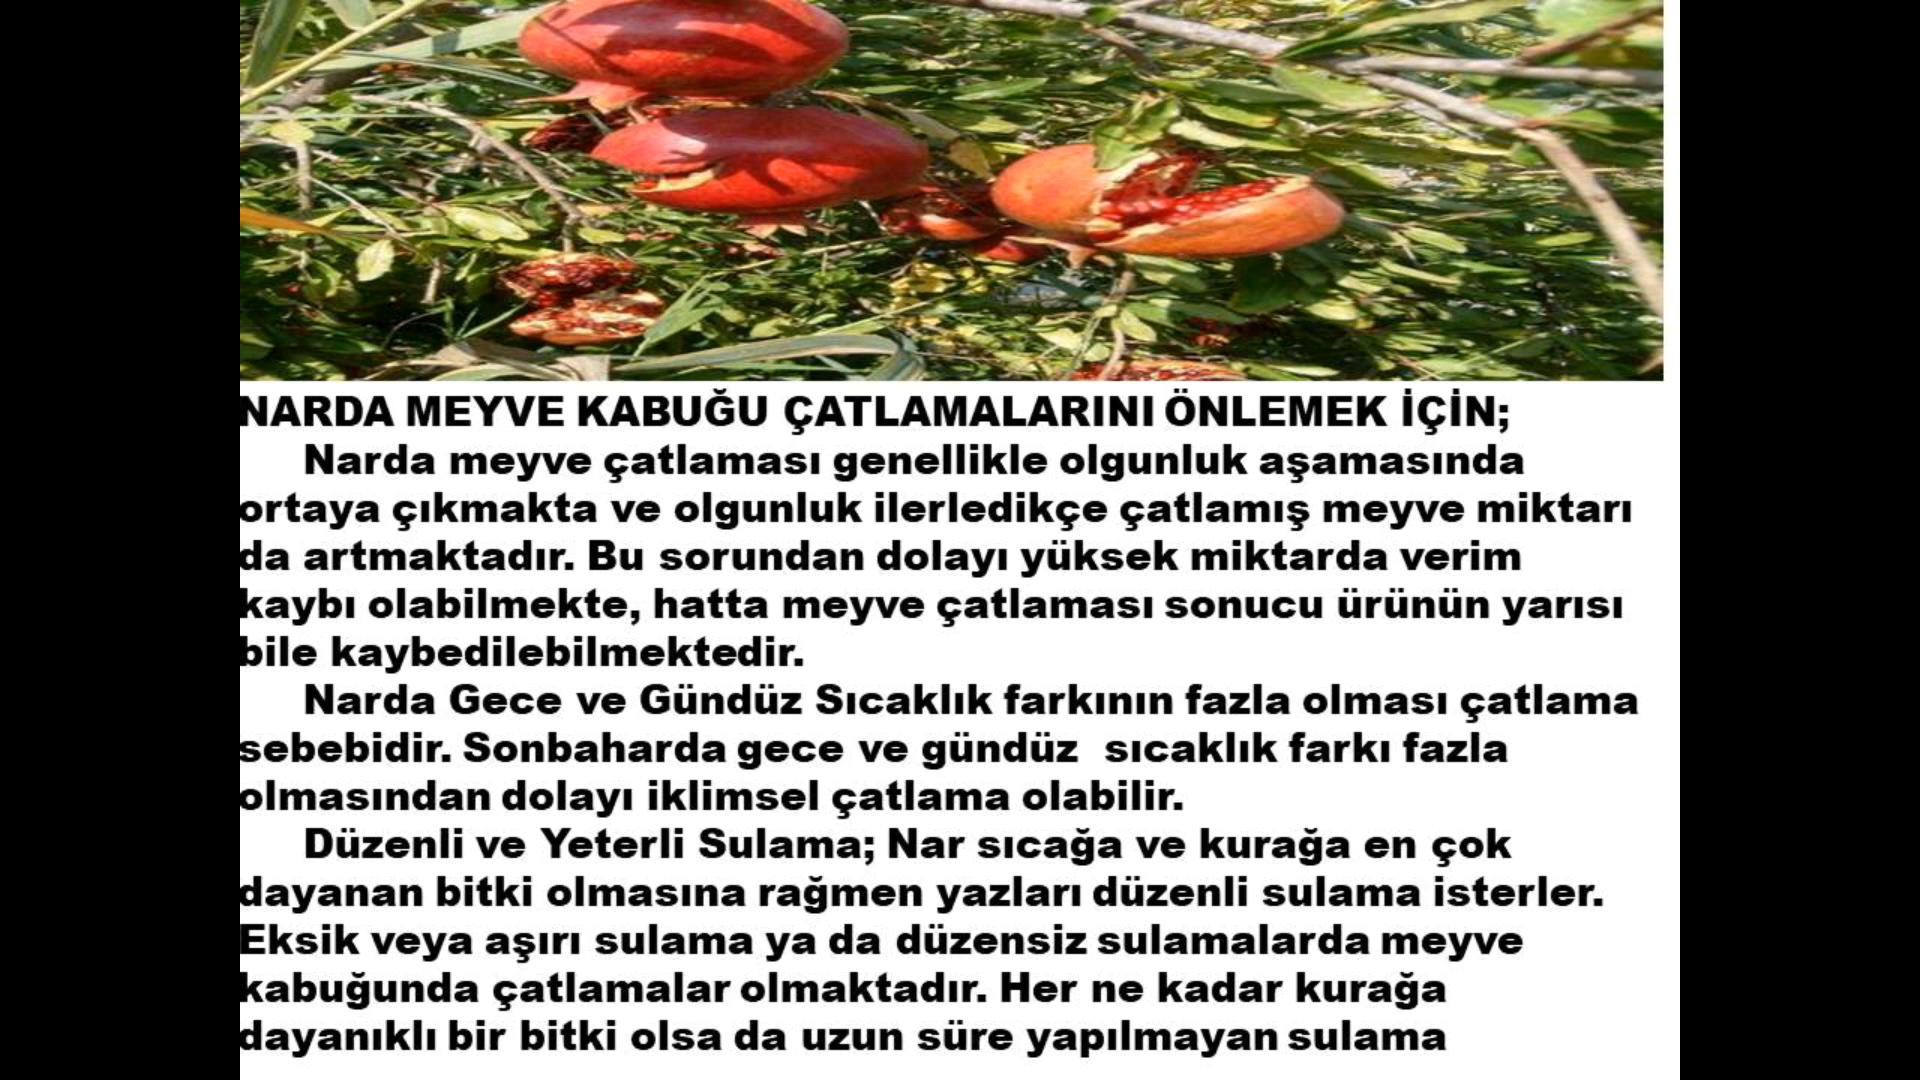 NARDA MEYVE KABUĞU ÇATLAMALARINI ÖNLEMEK İÇİN;
Narda meyve çatlaması genellikle olgunluk aşamasında
ortaya çıkmakta ve olgunluk ilerledikçe çatlamış meyve miktarı
da artmaktadır. Bu sorundan dolayı yüksek miktarda verim
kaybı olabilmekte, hatta meyve çatlaması sonucu ürünün yarısı
bile kaybedilebilmektedir.
Narda Gece ve Gündüz Sıcaklık farkının fazla olması çatlama
sebebidir. Sonbaharda gece ve gündüz  sıcaklık farkı fazla
olmasından dolayı iklimsel çatlama olabilir.
Düzenli ve Yeterli Sulama; Nar sıcağa ve kurağa en çok
dayanan bitki olmasına rağmen yazları düzenli sulama isterler.
Eksik veya aşırı sulama ya da düzensiz sulamalarda meyve
kabuğunda çatlamalar olmaktadır. Her ne kadar kurağa
dayanıklı bir bitki olsa da uzun süre yapılmayan sulama